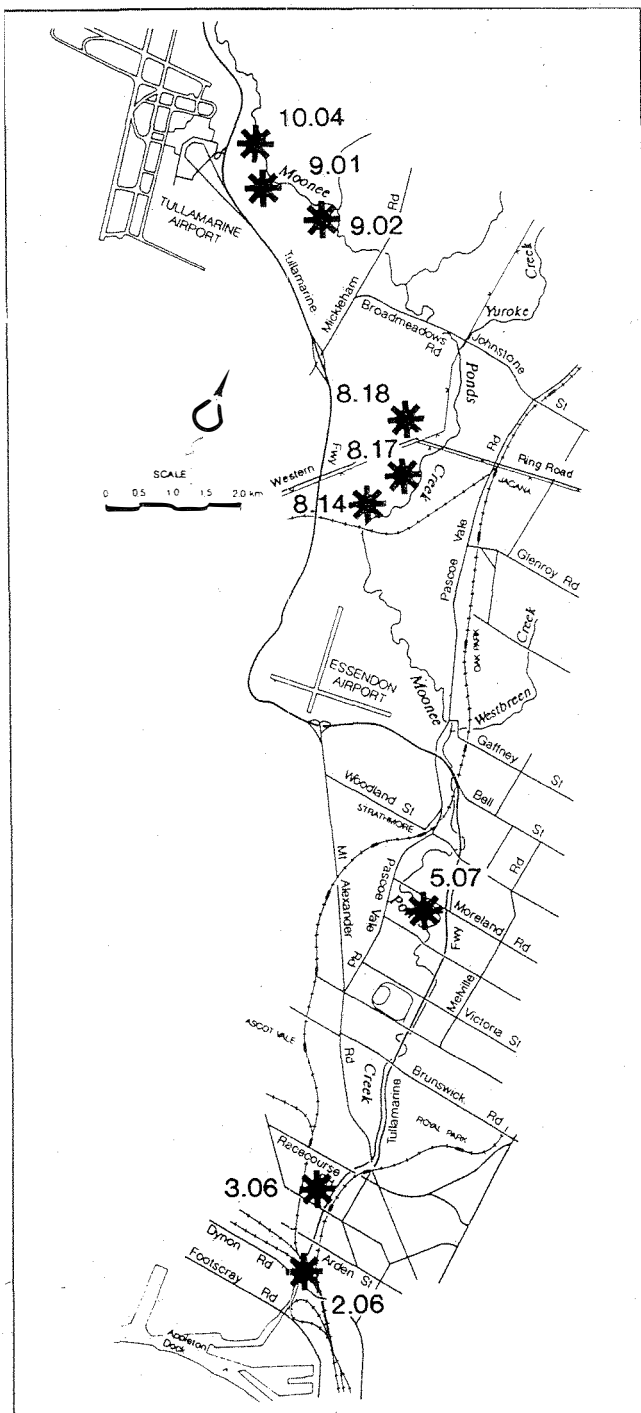 10.04
Moonee
9.01
TULLAMARINE
AIRPORT
9.02
Rd
Tullamarine
Mickleham
Creek
Yuroke
Broadmeadows
Rd
Johnstone
St
Ponds
8.18
8.17
Fwy
Western
Rd
Ring Road
SCALE
0 0.5 1.0 1.5 2.0 km
JACANA
8.14
Creek
Vale
Pascoe
Glenroy Rd
Creek
OAK PARK
ESSENDON
AIRPORT
Moonee
Westbreen
Gaffney
St
Woodland St
Bell
St
STRATHMORE
Rd
Mt
Alexander
Rd
Pascoe
Vale
Rd
5.07
Moreland
Rd
Fwy
Melville
Victoria St
ASCOT VALE
Creek
Brunswick
Rd
Tullamarine
ROYAL PARK
Racecourse
3.06
Dynon Rd
Footscray
Rd
Arden St
2.06
Appleton
Dock